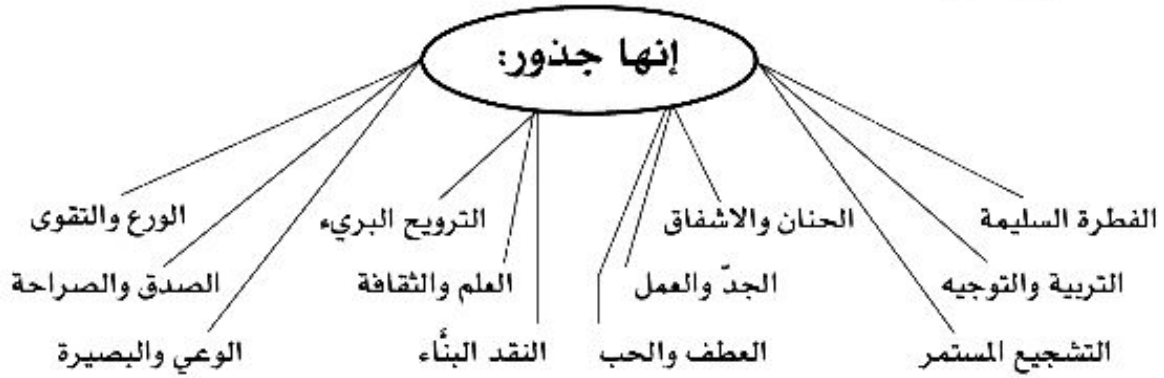 إنها جذور:
الفطرة السليمة
الحنان والاشفاق
الترويح البريء
الورع والتقوى
التربية والتوجيه
الجدّ والعمل
العلم والثقافة
الصدق والصراحة
التشجيع المستمر
العطف والحب
النقد البنَّاء
الوعي والبصيرة